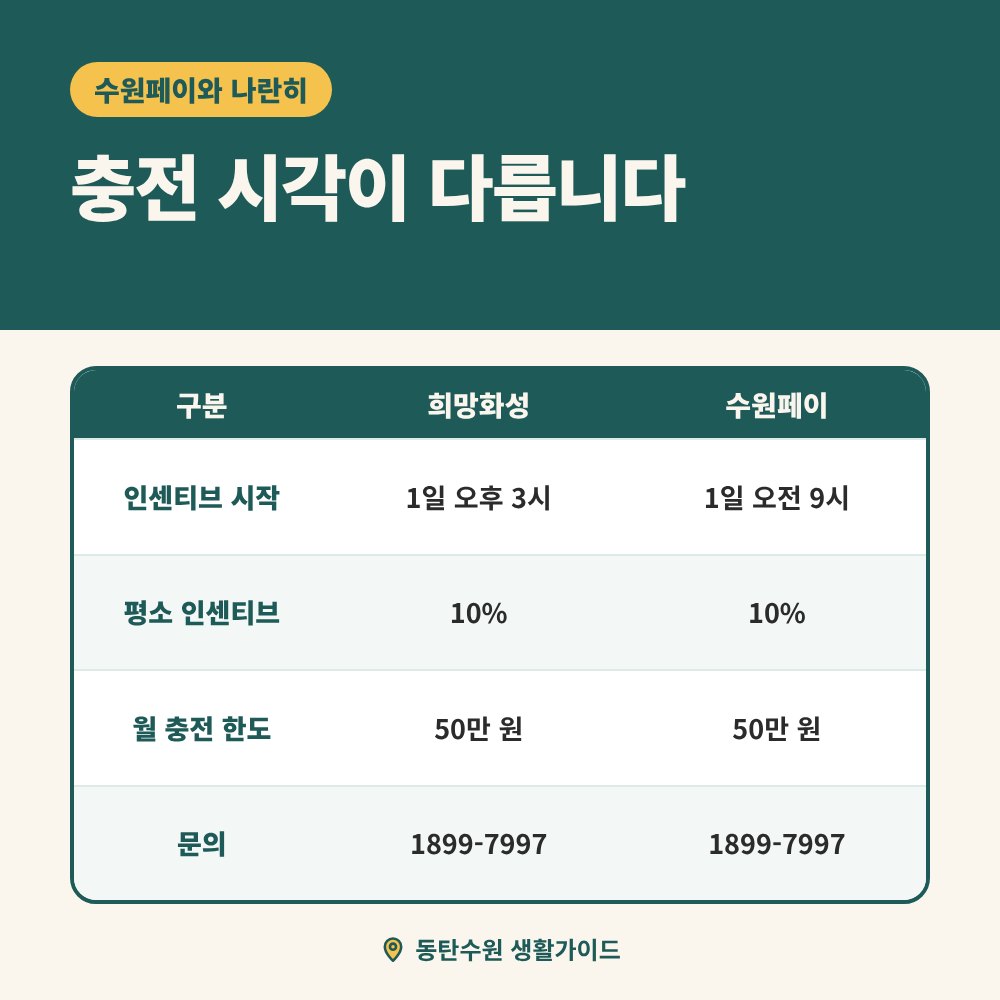 수원페이와 나란히
충전 시각이 다릅니다
구분 희망화성 수원페이
인센티브 시작 1일 오후 3시 1일 오전 9시
평소 인센티브 10% 10%
월 충전 한도 50만 원 50만 원
문의 1899-7997 1899-7997
동탄수원 생활가이드